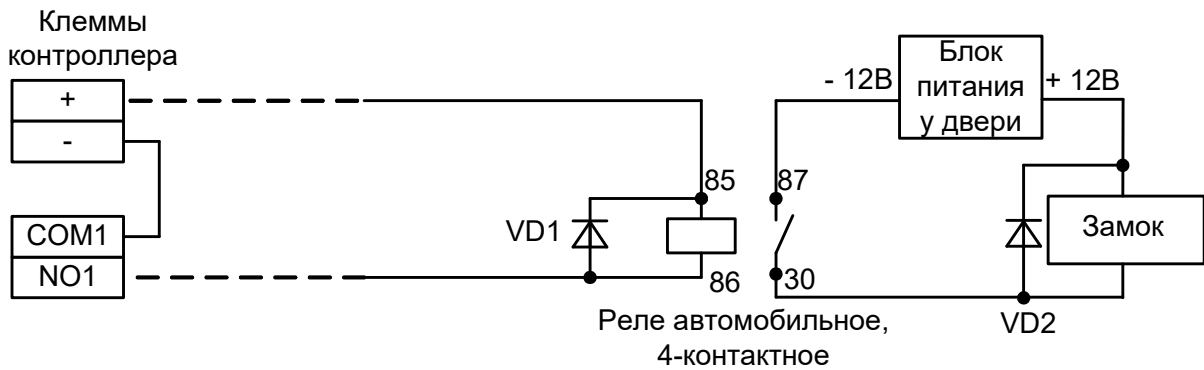 Клеммы
контроллера
+
-
COM1
NO1
VD1
85
86
87
30
Реле автомобильное,
4-контактное
- 12В
Блок
питания
у двери
+ 12В
Замок
VD2